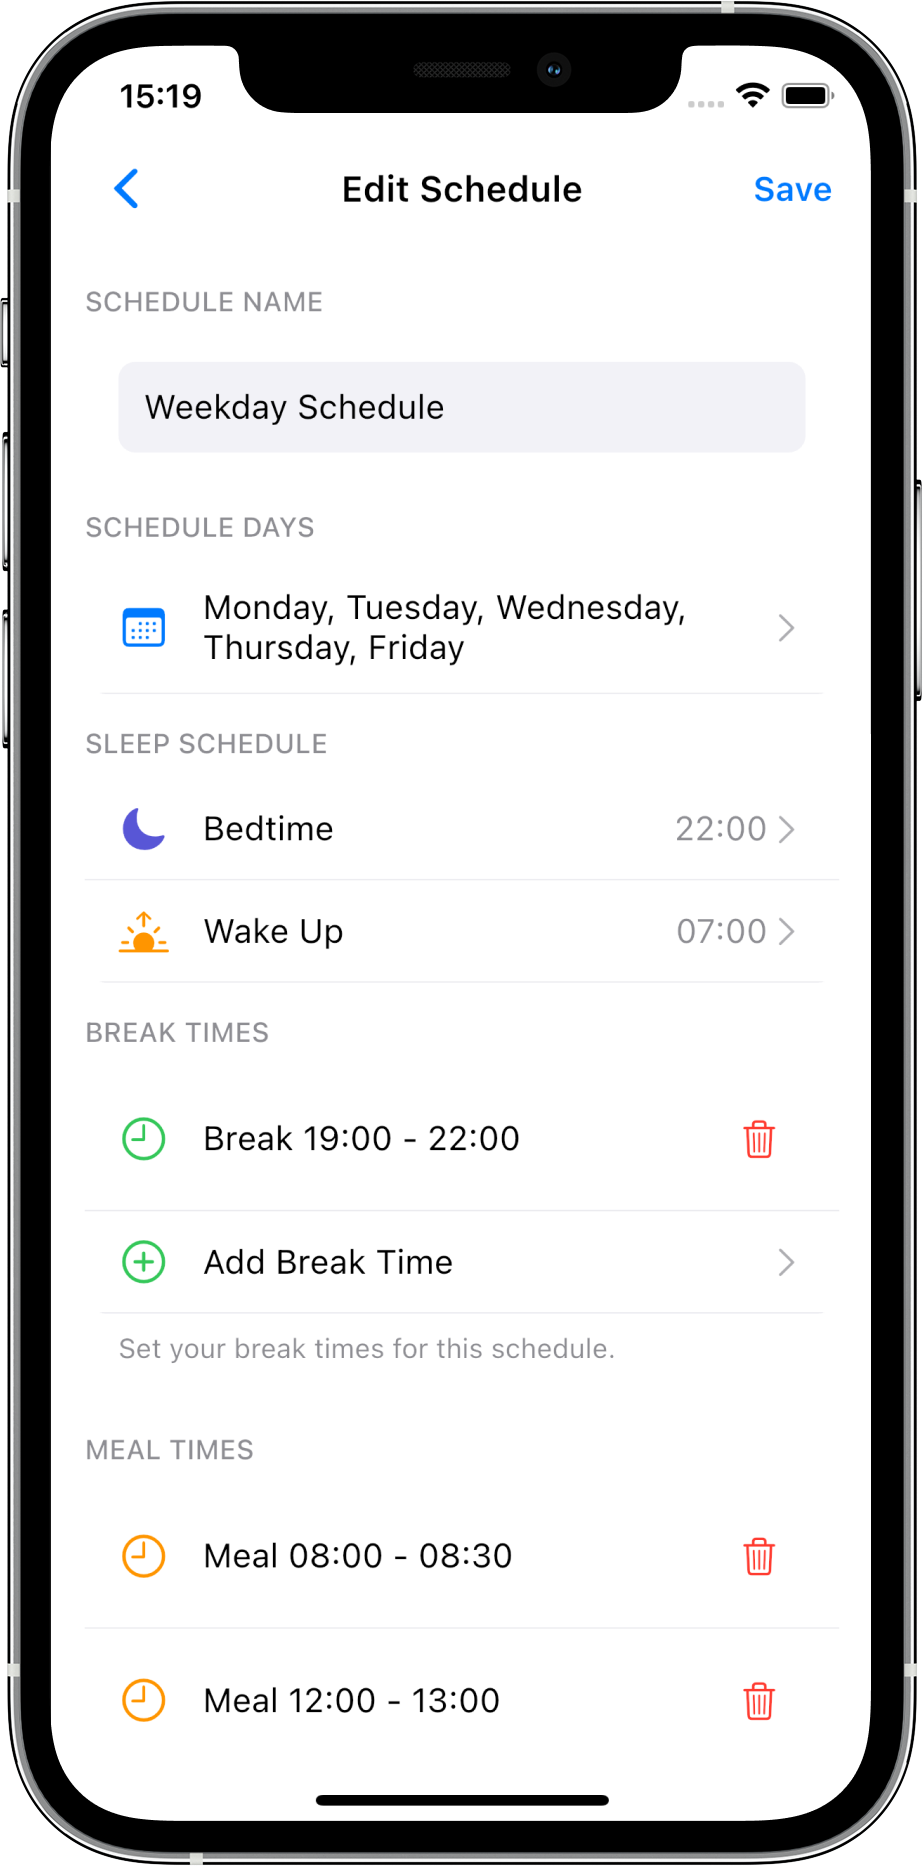 15:19
Edit Schedule
Save
SCHEDULE NAME
Weekday Schedule
SCHEDULE DAYS
Monday, Tuesday, Wednesday,
Thursday, Friday
SLEEP SCHEDULE
Bedtime
22:00
Wake Up
07:00
BREAK TIMES
Break 19:00 - 22:00
Add Break Time
Set your break times for this schedule.
MEAL TIMES
Meal 08:00 - 08:30
Meal 12:00 - 13:00